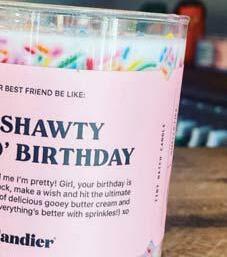 R BEST FRIEND BE LIKE:
SHAWTY
O' BIRTHDAY
me I'm pretty! Girl, your birthday is
ck, make a wish and hit the ultimate
of delicious gooey butter cream and
verything's better with sprinkles!) xo
andier